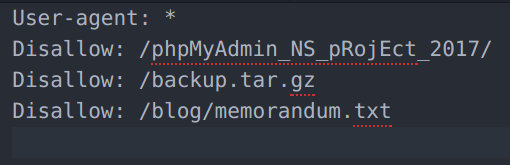 User-agent: *
Disallow: /phpMyAdmin_NS_pRojEct_2017/
Disallow: /backup.tar.gz
Disallow: /blog/memorandum.txt